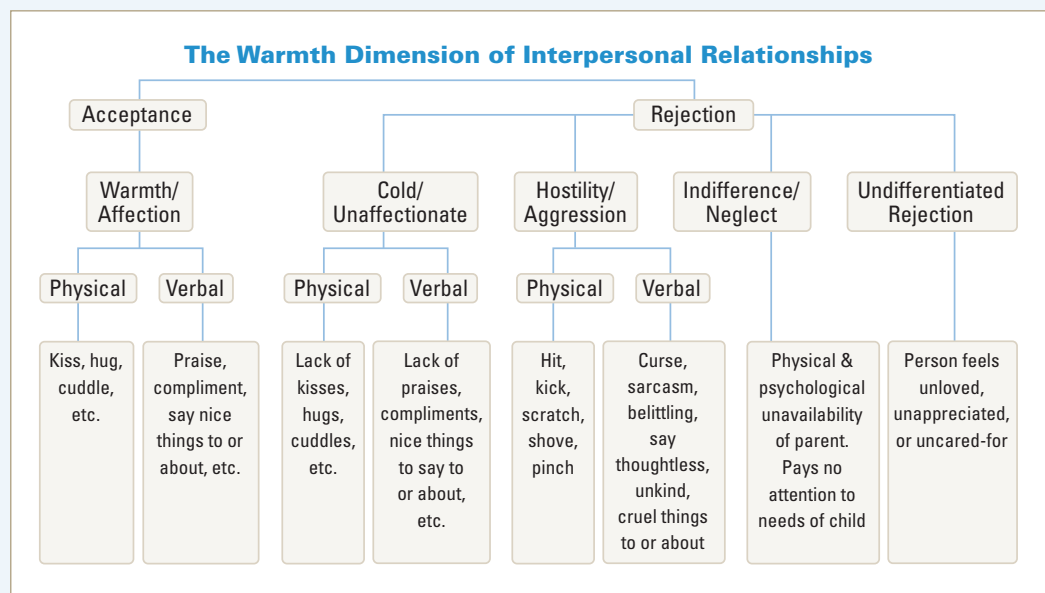 The Warmth Dimension of Interpersonal Relationships
Acceptance
Rejection
Warmth/
Affection
Cold/
Unaffectionate
Hostility/
Aggression
Indifference/
Neglect
Undifferentiated
Rejection
Physical
Verbal
Physical
Verbal
Physical
Verbal
Kiss, hug,
cuddle,
etc.
Praise,
compliment,
say nice
things to or
about, etc.
Lack of
kisses,
hugs,
cuddles,
etc.
Lack of
praises,
compliments,
nice things
to say to
or about,
etc.
Hit,
kick,
scratch,
shove,
pinch
Curse,
sarcasm,
belittling,
say
thoughtless,
unkind,
cruel things
to or about
Physical &
psychological
unavailability
of parent.
Pays no
attention to
needs of child
Person feels
unloved,
unappreciated,
or uncared-for